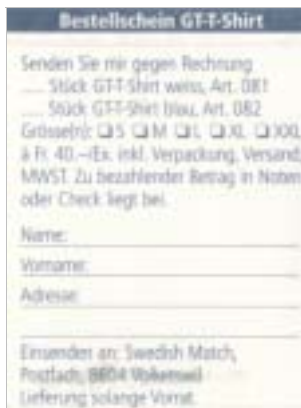 Bestellschein GT-T-Shirt
Senden Sie mir gegen Rechnung
..... Stück GT-T-Shirt weiss, Art. 081
..... Stück GT-T-Shirt blau, Art. 082
Grösse(n): ❑ S ❑ M ❑ L ❑ XL ❑ XXL
à Fr. 40.–/Ex. inkl. Verpackung, Versand,
MWST. Zu bezahlender Betrag in Noten
oder Check liegt bei.
Name:
Vorname:
Adresse:
Einsenden an: Swedish Match,
Postfach, 8604 Volketswil
Lieferung solange Vorrat.